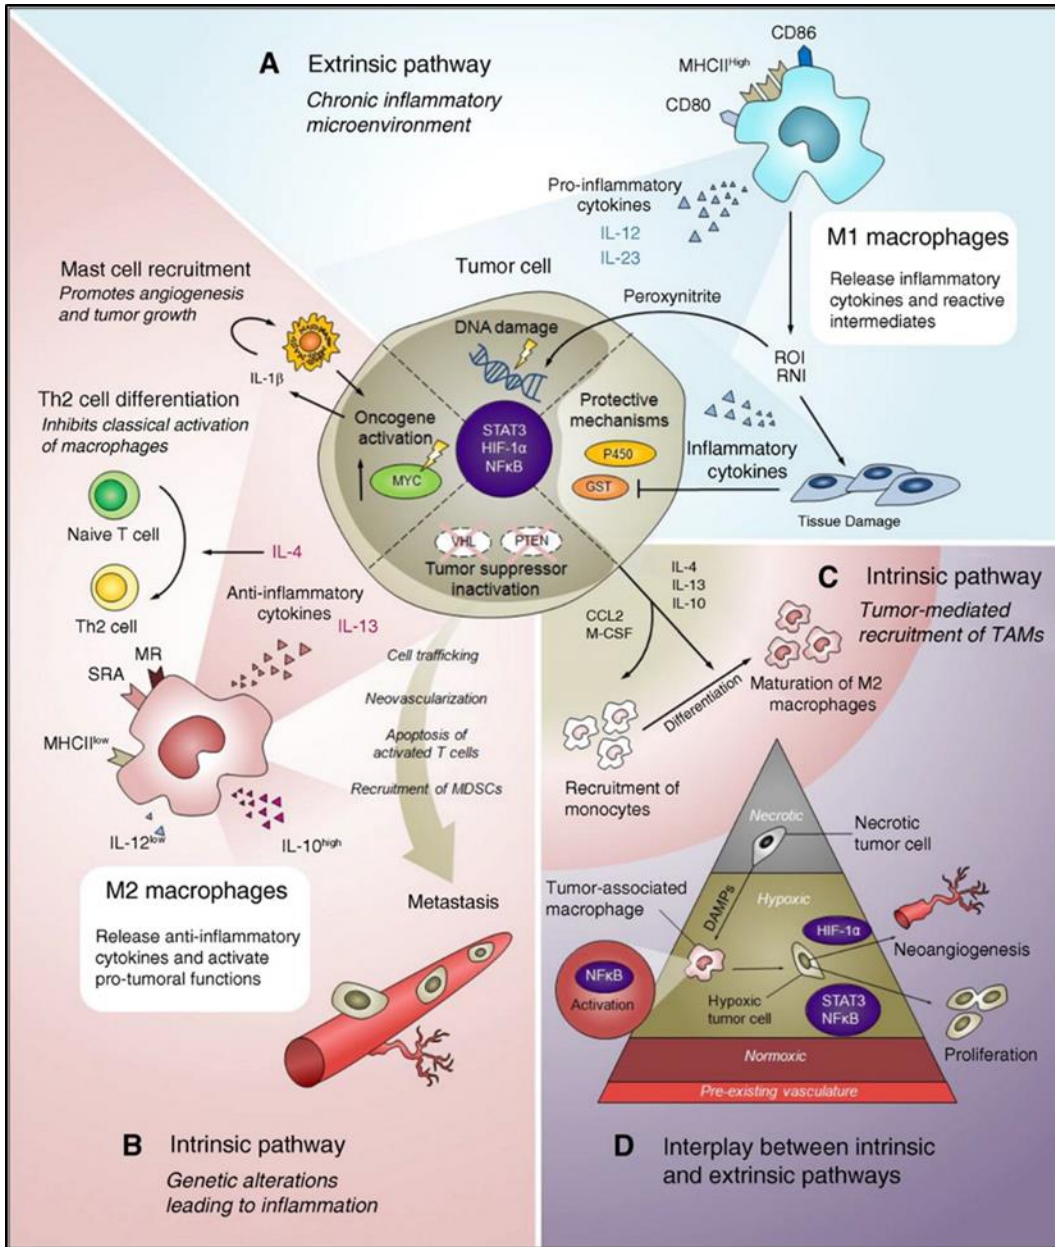 A Extrinsic pathway
Chronic inflammatory
microenvironment
CD86
MHCII^High
CD80
Pro-inflammatory
cytokines
IL-12
IL-23
M1 macrophages
Release inflammatory
cytokines and reactive
intermediates
Peroxynitrite
ROI
RNI
Inflammatory
cytokines
Tissue Damage
Tumor cell
DNA damage
Oncogene
activation
MYC
STAT3
HIF-1α
NFκB
Protective
mechanisms
P450
GST
VHL
PTEN
Tumor suppressor
inactivation
Mast cell recruitment
Promotes angiogenesis
and tumor growth
IL-1β
Th2 cell differentiation
Inhibits classical activation
of macrophages
Naive T cell
IL-4
Th2 cell
Anti-inflammatory
cytokines
IL-13
MR
SRA
MHCII^low
IL-12^low
IL-10^high
M2 macrophages
Release anti-inflammatory
cytokines and activate
pro-tumoral functions
Cell trafficking
Neovascularization
Apoptosis of
activated T cells
Recruitment of MDSCs
Metastasis
B Intrinsic pathway
Genetic alterations
leading to inflammation
C Intrinsic pathway
Tumor-mediated
recruitment of TAMs
IL-4
IL-13
IL-10
CCL2
M-CSF
Differentiation
Maturation of M2
macrophages
Recruitment of
monocytes
Necrotic
Necrotic
tumor cell
Tumor-associated
macrophage
DAMPs
Hypoxic
HIF-1α
Neoangiogenesis
NFκB
Activation
Hypoxic
tumor cell
STAT3
NFκB
Proliferation
Normoxic
Pre-existing vasculature
D Interplay between intrinsic
and extrinsic pathways